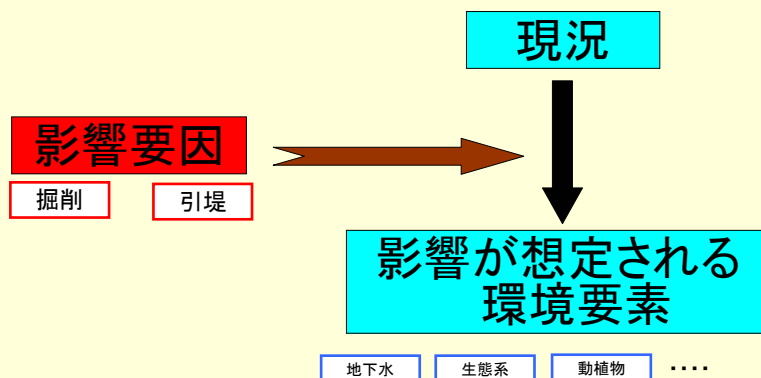 現況
影響要因
掘削
引堤
影響が想定される
環境要素
地下水
生態系
動植物
････